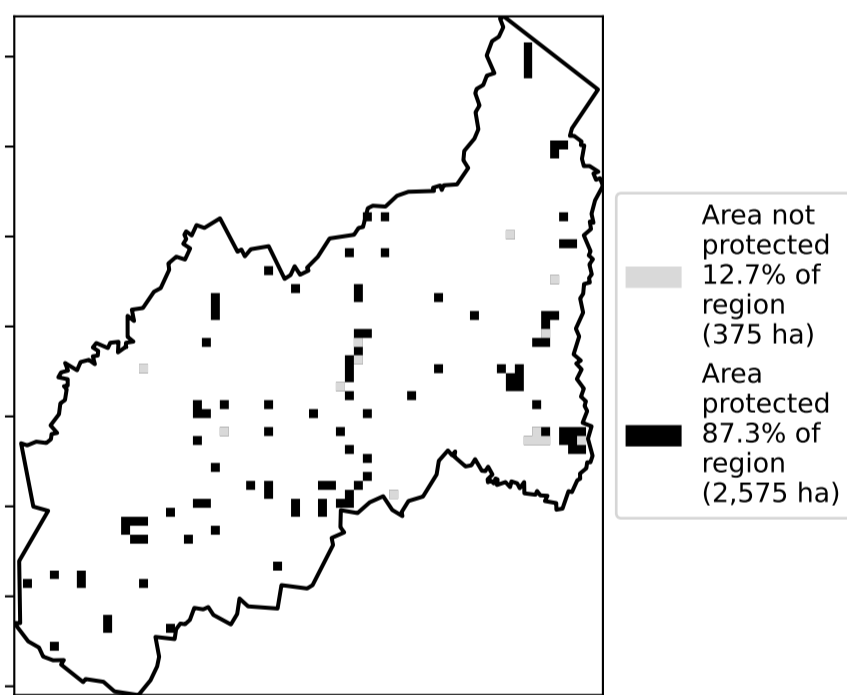 Area not
protected
12.7% of
region
(375 ha)
Area
protected
87.3% of
region
(2,575 ha)